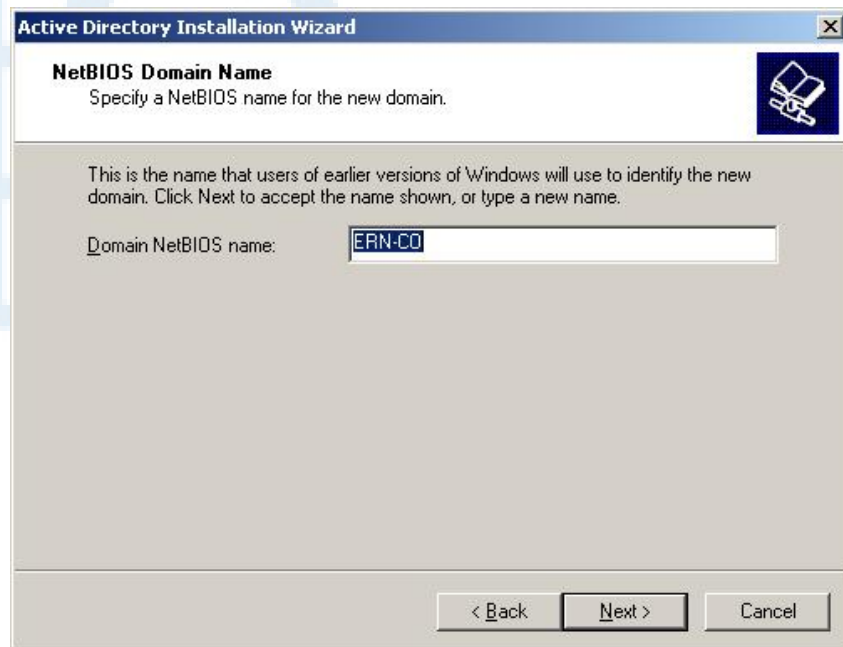 Active Directory Installation Wizard
NetBIOS Domain Name
Specify a NetBIOS name for the new domain.
This is the name that users of earlier versions of Windows will use to identify the new
domain. Click Next to accept the name shown, or type a new name.
Domain NetBIOS name: ERN-CO
< Back Next > Cancel